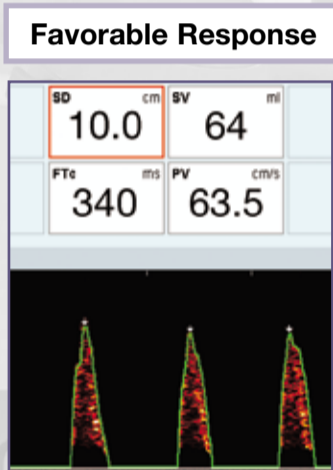 Favorable Response
SD cm SV ml
10.0 64
FTc ms PV cm/s
340 63.5